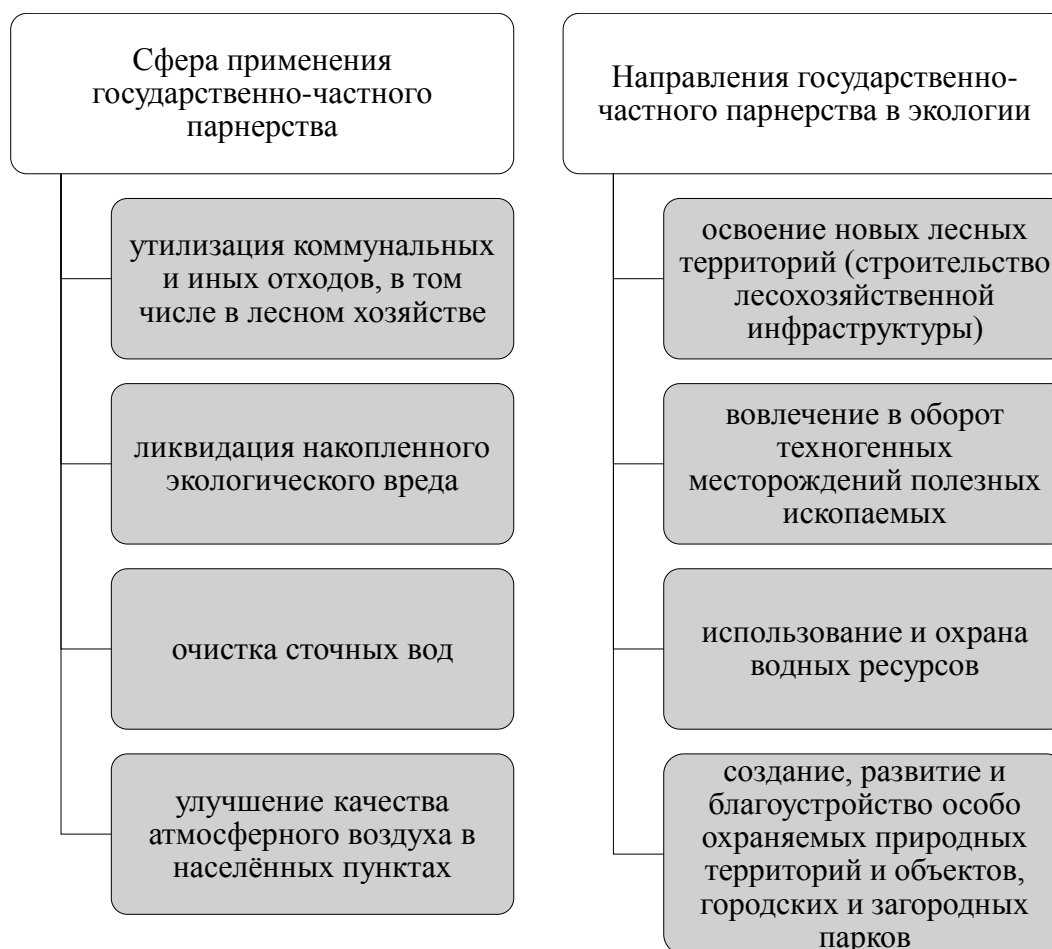 Сфера применения
государственно-частного
парнерства
утилизация коммунальных
и иных отходов, в том
числе в лесном хозяйстве
ликвидация накопленного
экологического вреда
очистка сточных вод
улучшение качества
атмосферного воздуха в
населённых пунктах
Направления государственно-
частного парнерства в экологии
освоение новых лесных
территорий (строительство
лесохозяйственной
инфраструктуры)
вовлечение в оборот
техногенных
месторождений полезных
ископаемых
использование и охрана
водных ресурсов
создание, развитие и
благоустройство особо
охраняемых природных
территорий и объектов,
городских и загородных
парков